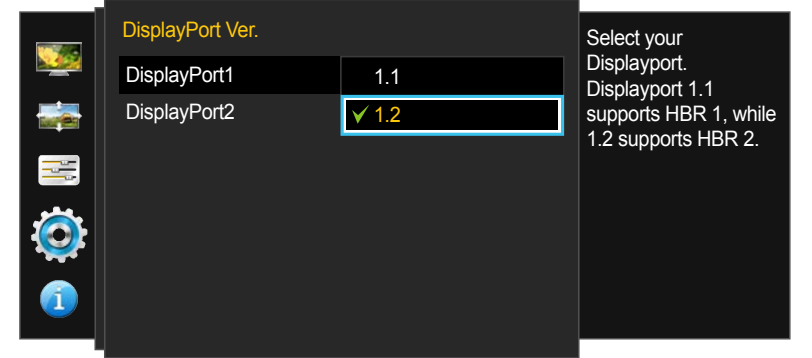 DisplayPort Ver.
DisplayPort1
1.1
DisplayPort2
1.2
Select your
Displayport.
Displayport 1.1
supports HBR 1, while
1.2 supports HBR 2.